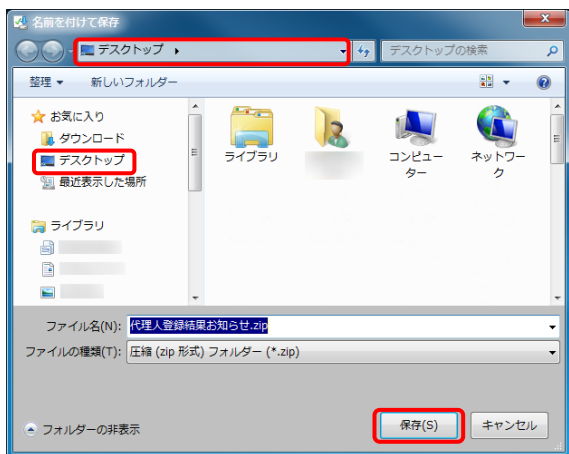 名前を付けて保存
デスクトップ
デスクトップの検索
整理
新しいフォルダー
お気に入り
ダウンロード
デスクトップ
最近表示した場所
ライブラリ
ライブラリ
コンピュー
ター
ネットワー
ク
ファイル名(N):
代理人登録結果お知らせ.zip
ファイルの種類(T):
圧縮 (zip 形式) フォルダー (*.zip)
フォルダーの非表示
保存(S)
キャンセル